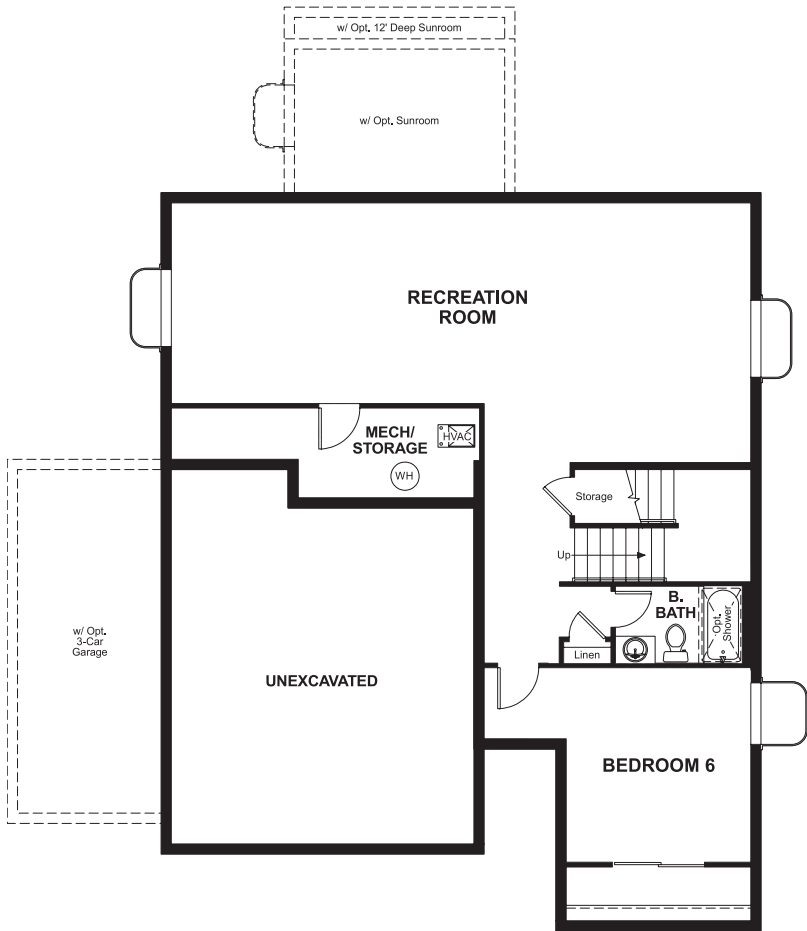 w/ Opt. 12' Deep Sunroom
w/ Opt. Sunroom
RECREATION
ROOM
MECH/
STORAGE
HVAC
WH
Storage
Up
B.
BATH
Opt.
Shower
Linen
w/ Opt.
3-Car
Garage
UNEXCAVATED
BEDROOM 6